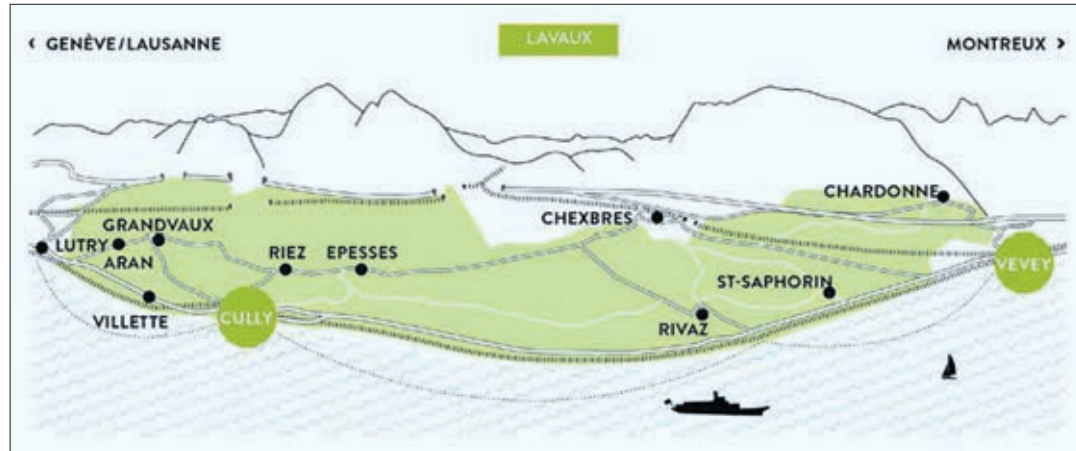 ‹ GENÈVE/LAUSANNE
LAVAUX
MONTREUX ›
CHARDONNE
CHEXBRES
GRANDVAUX
LUTRY
ARAN
RIEZ
EPESSES
VEVEY
ST-SAPHORIN
VILLETTE
CULLY
RIVAZ